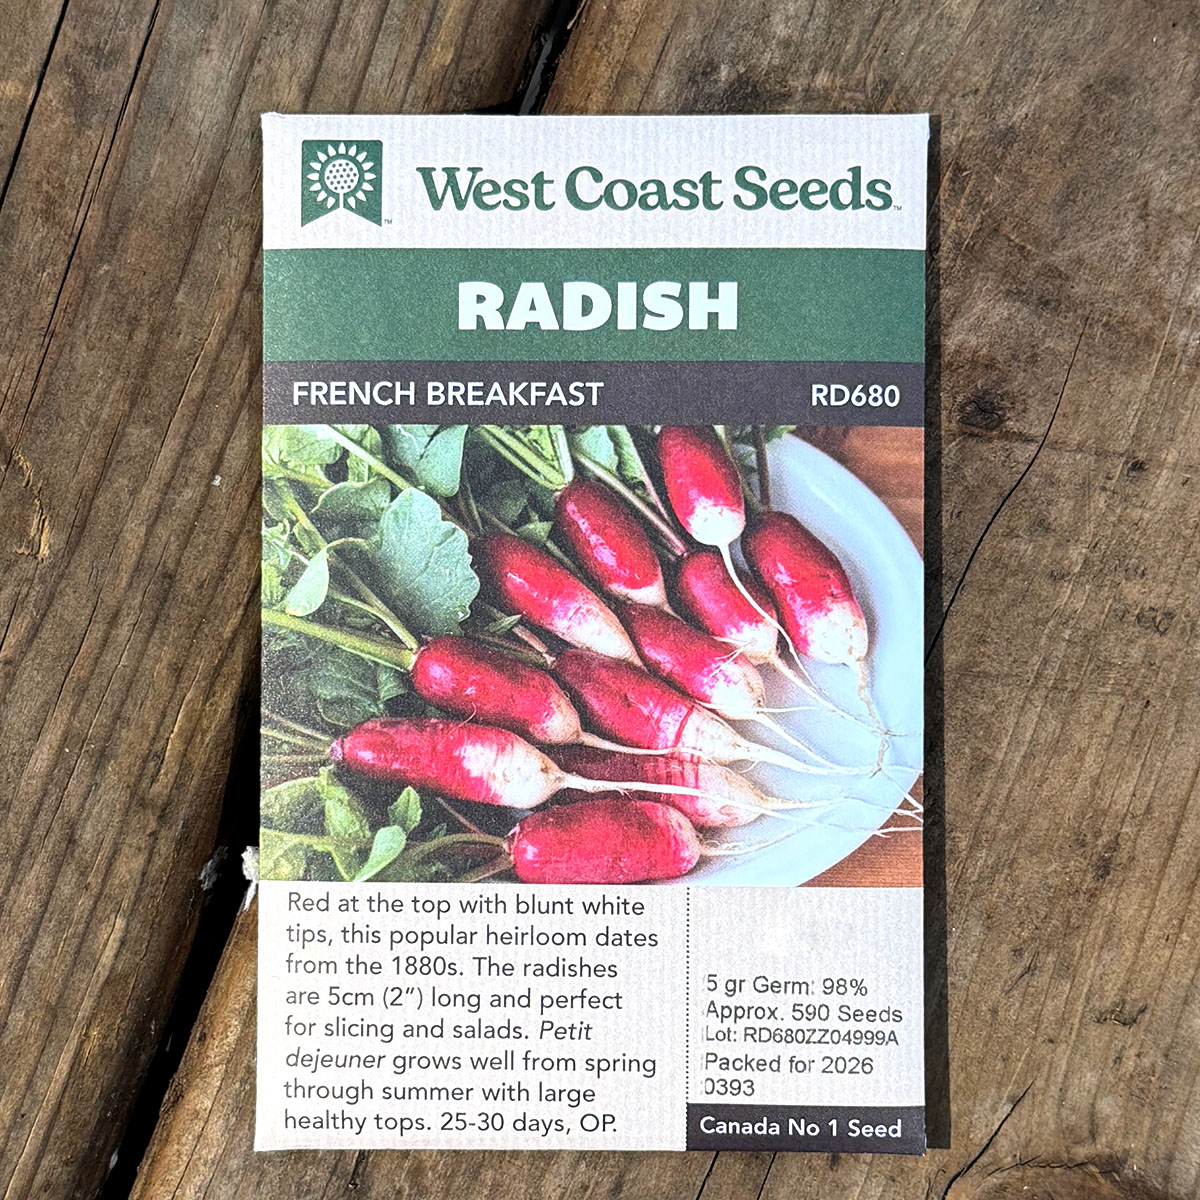 West Coast Seeds™
RADISH
FRENCH BREAKFAST RD680
Red at the top with blunt white
tips, this popular heirloom dates
from the 1880s. The radishes
are 5cm (2”) long and perfect
for slicing and salads. Petit
dejeuner grows well from spring
through summer with large
healthy tops. 25-30 days, OP.
5 gr Germ: 98%
Approx. 590 Seeds
Lot: RD680ZZ04999A
Packed for 2026
0393
Canada No 1 Seed